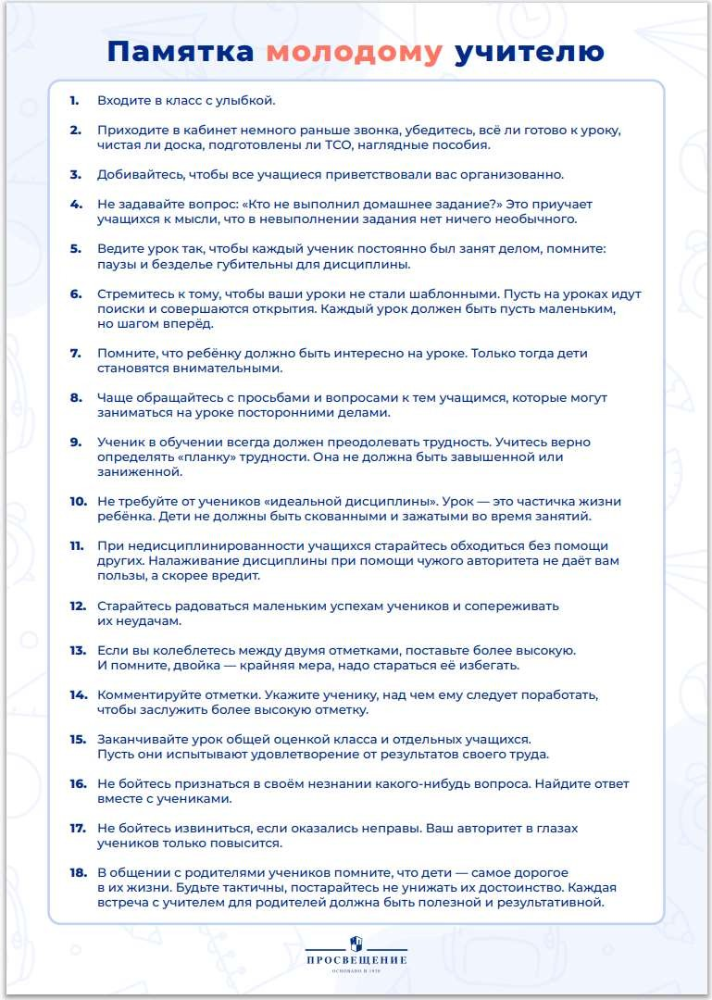 Памятка молодому учителю
1. Входите в класс с улыбкой.
2. Приходите в кабинет немного раньше звонка, убедитесь, всё ли готово к уроку,
чистая ли доска, подготовлены ли ТСО, наглядные пособия.
3. Добивайтесь, чтобы все учащиеся приветствовали вас организованно.
4. Не задавайте вопрос: «Кто не выполнил домашнее задание?» Это приучает
учащихся к мысли, что в невыполнении задания нет ничего необычного.
5. Ведите урок так, чтобы каждый ученик постоянно был занят делом, помните:
паузы и безделье губительны для дисциплины.
6. Стремитесь к тому, чтобы ваши уроки не стали шаблонными. Пусть на уроках идут
поиски и совершаются открытия. Каждый урок должен быть пусть маленьким,
но шагом вперёд.
7. Помните, что ребёнку должно быть интересно на уроке. Только тогда дети
становятся внимательными.
8. Чаще обращайтесь с просьбами и вопросами к тем учащимся, которые могут
заниматься на уроке посторонними делами.
9. Ученик в обучении всегда должен преодолевать трудность. Учитесь верно
определять «планку» трудности. Она не должна быть завышенной или
заниженной.
10. Не требуйте от учеников «идеальной дисциплины». Урок — это частичка жизни
ребёнка. Дети не должны быть скованными и зажатыми во время занятий.
11. При недисциплинированности учащихся старайтесь обходиться без помощи
других. Налаживание дисциплины при помощи чужого авторитета не даёт вам
пользы, а скорее вредит.
12. Старайтесь радоваться маленьким успехам учеников и сопереживать
их неудачам.
13. Если вы колеблетесь между двумя отметками, поставьте более высокую.
И помните, двойка — крайняя мера, надо стараться её избегать.
14. Комментируйте отметки. Укажите ученику, над чем ему следует поработать,
чтобы заслужить более высокую отметку.
15. Заканчивайте урок общей оценкой класса и отдельных учащихся.
Пусть они испытывают удовлетворение от результатов своего труда.
16. Не бойтесь признаться в своём незнании какого-нибудь вопроса. Найдите ответ
вместе с учениками.
17. Не бойтесь извиниться, если оказались неправы. Ваш авторитет в глазах
учеников только повысится.
18. В общении с родителями учеников помните, что дети — самое дорогое
в их жизни. Будьте тактичны, постарайтесь не унижать их достоинство. Каждая
встреча с учителем для родителей должна быть полезной и результативной.
ПРОСВЕЩЕНИЕ
ОСНОВАНО В 1930